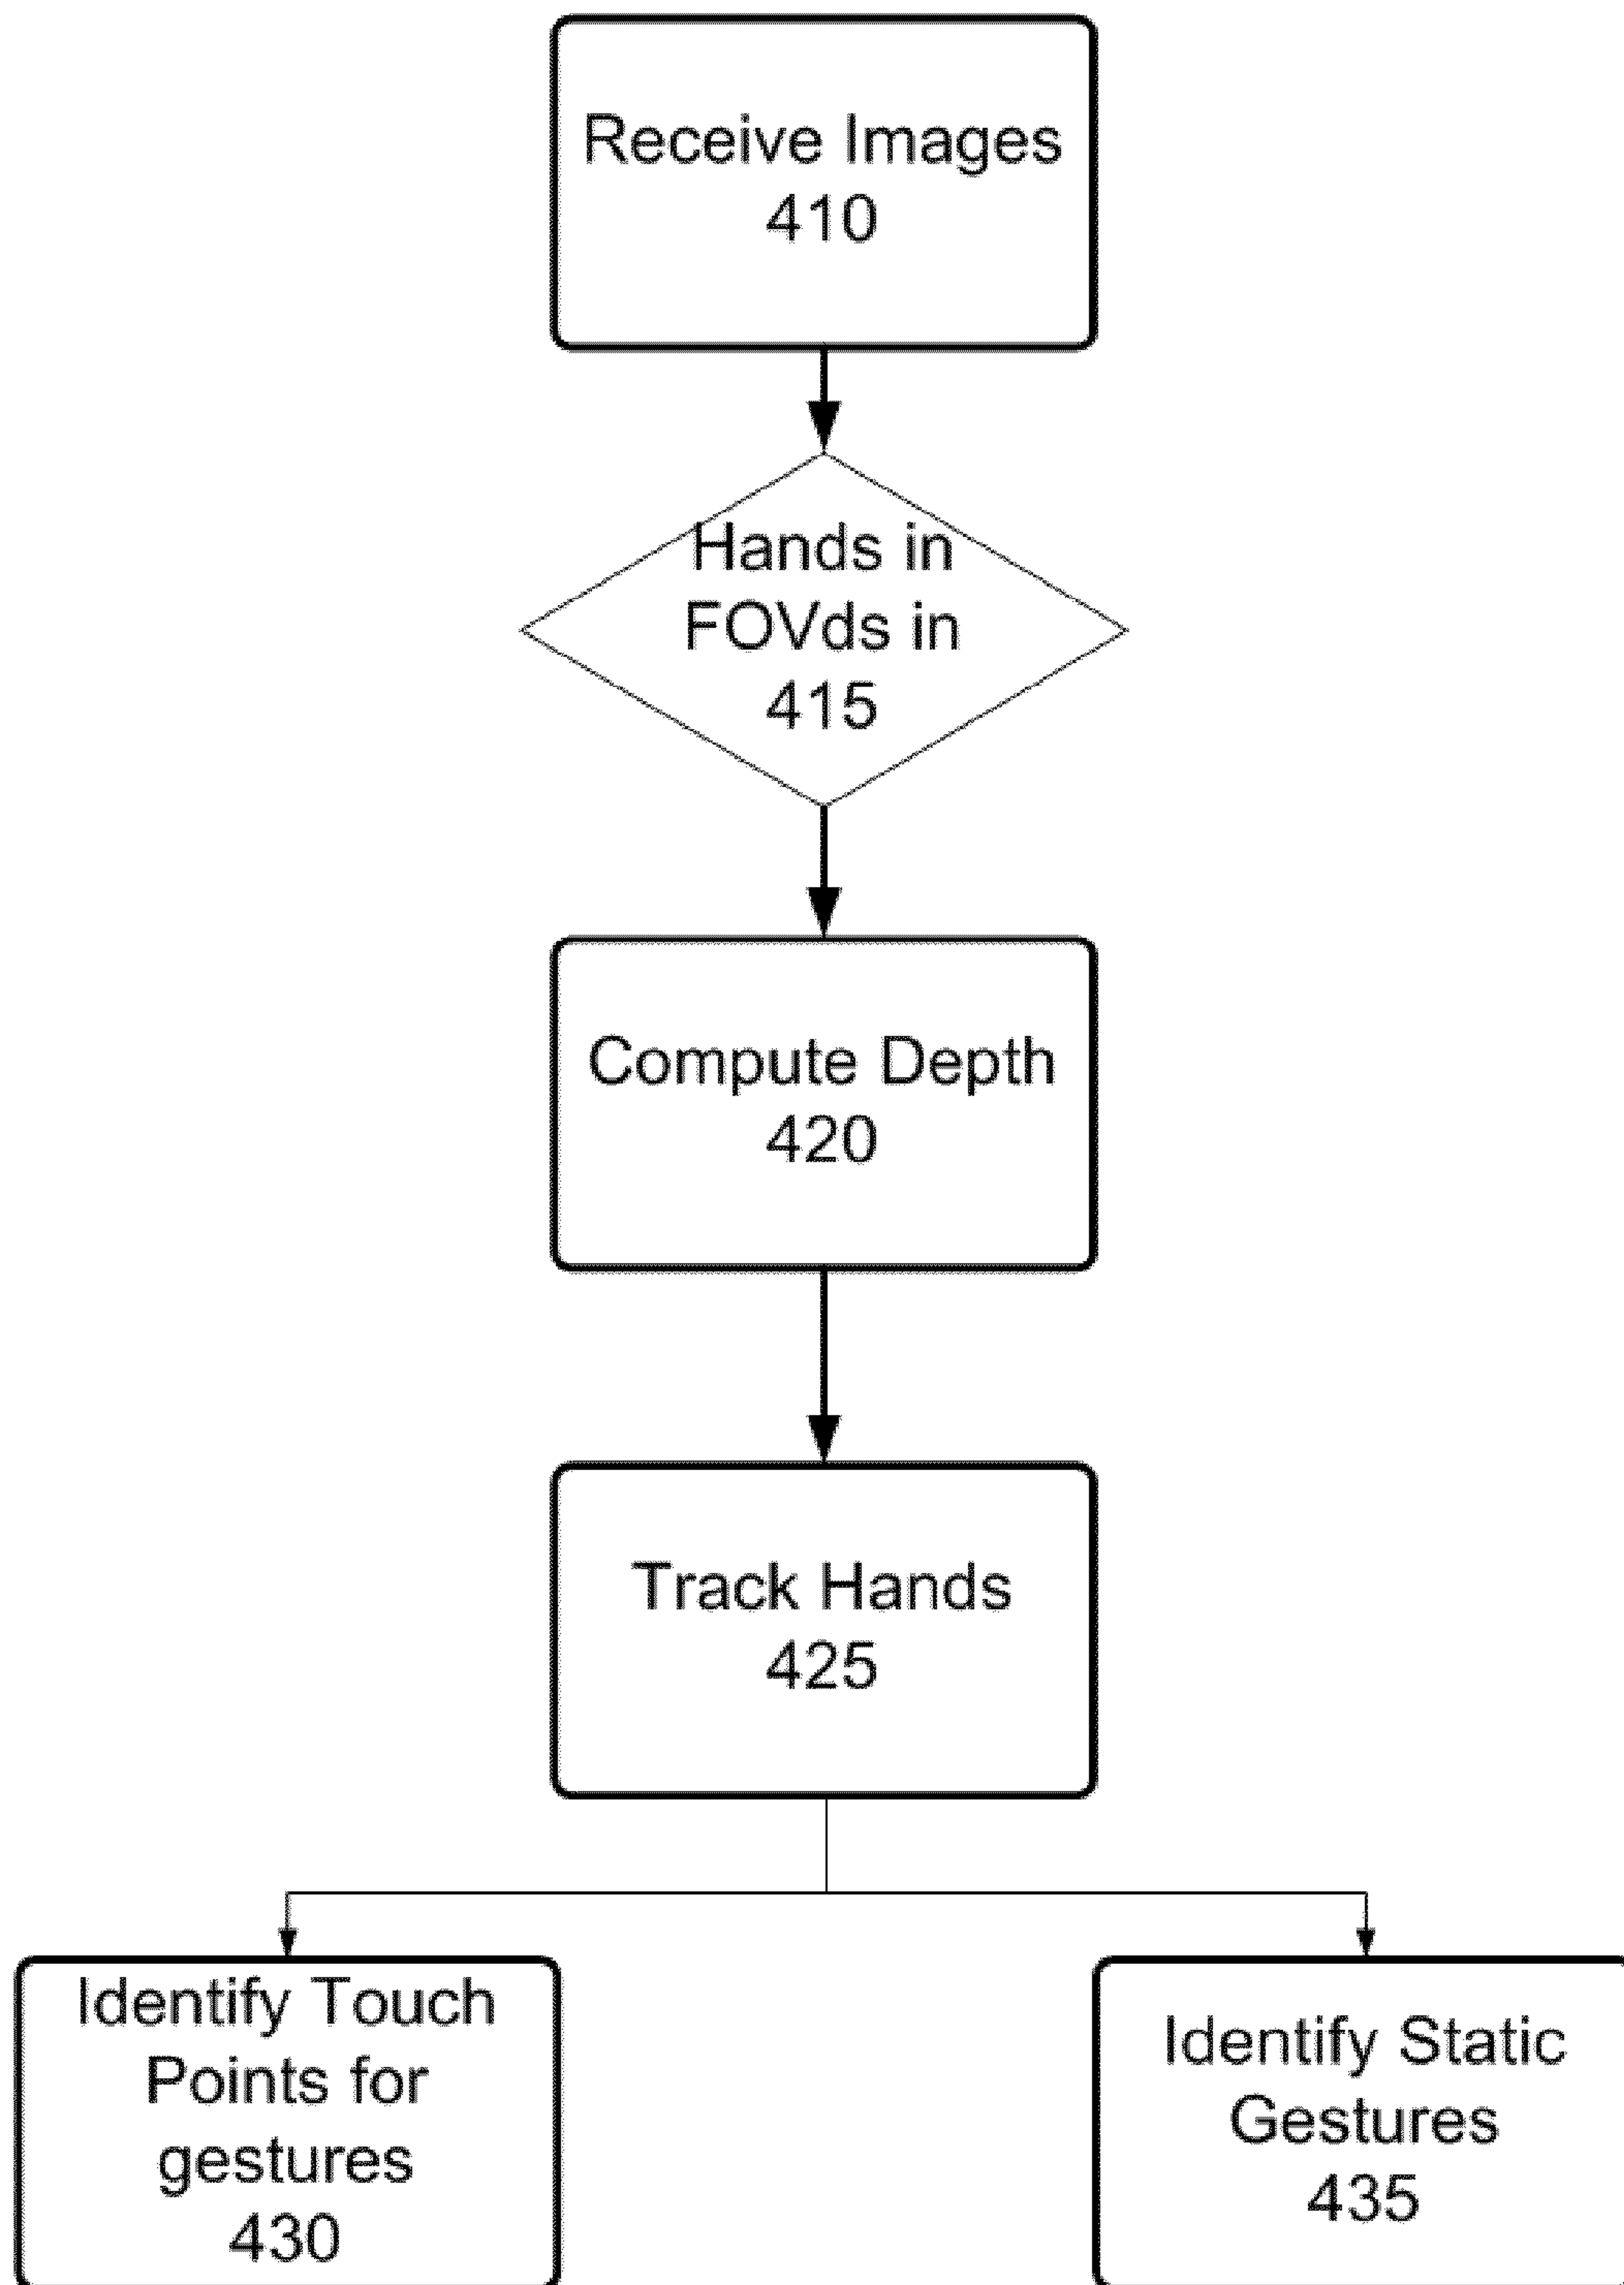 Receive Images
410
Hands in
FOVds in
415
Compute Depth
420
Track Hands
425
Identify Touch
Points for
gestures
430
Identify Static
Gestures
435